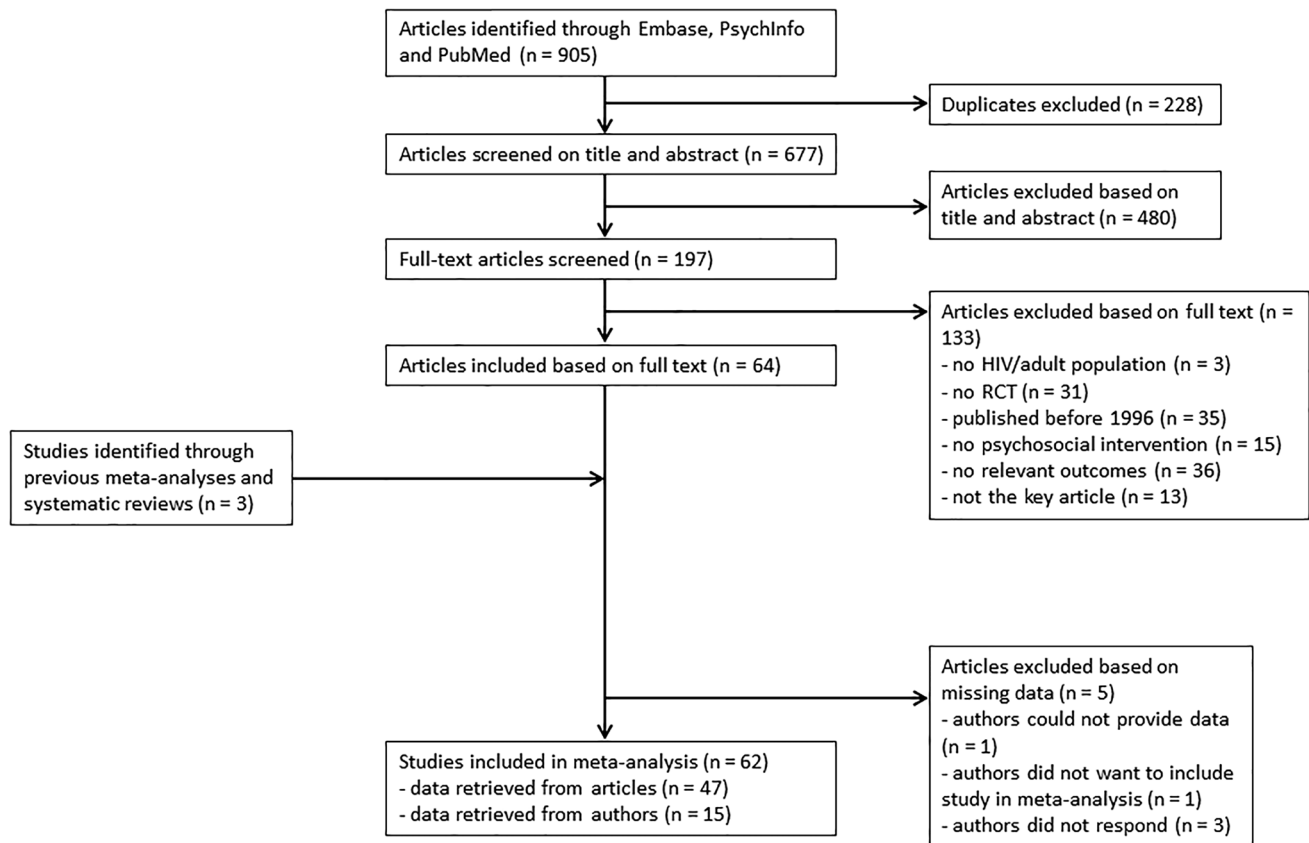 Articles identified through Embase, PsychInfo
and PubMed (n = 905)
Duplicates excluded (n = 228)
Articles screened on title and abstract (n = 677)
Articles excluded based on
title and abstract (n = 480)
Full-text articles screened (n = 197)
Articles excluded based on full text (n =
133)
- no HIV/adult population (n = 3)
- no RCT (n = 31)
- published before 1996 (n = 35)
- no psychosocial intervention (n = 15)
- no relevant outcomes (n = 36)
- not the key article (n = 13)
Articles included based on full text (n = 64)
Studies identified through
previous meta-analyses and
systematic reviews (n = 3)
Articles excluded based on
missing data (n = 5)
- authors could not provide data
(n = 1)
- authors did not want to include
study in meta-analysis (n = 1)
- authors did not respond (n = 3)
Studies included in meta-analysis (n = 62)
- data retrieved from articles (n = 47)
- data retrieved from authors (n = 15)